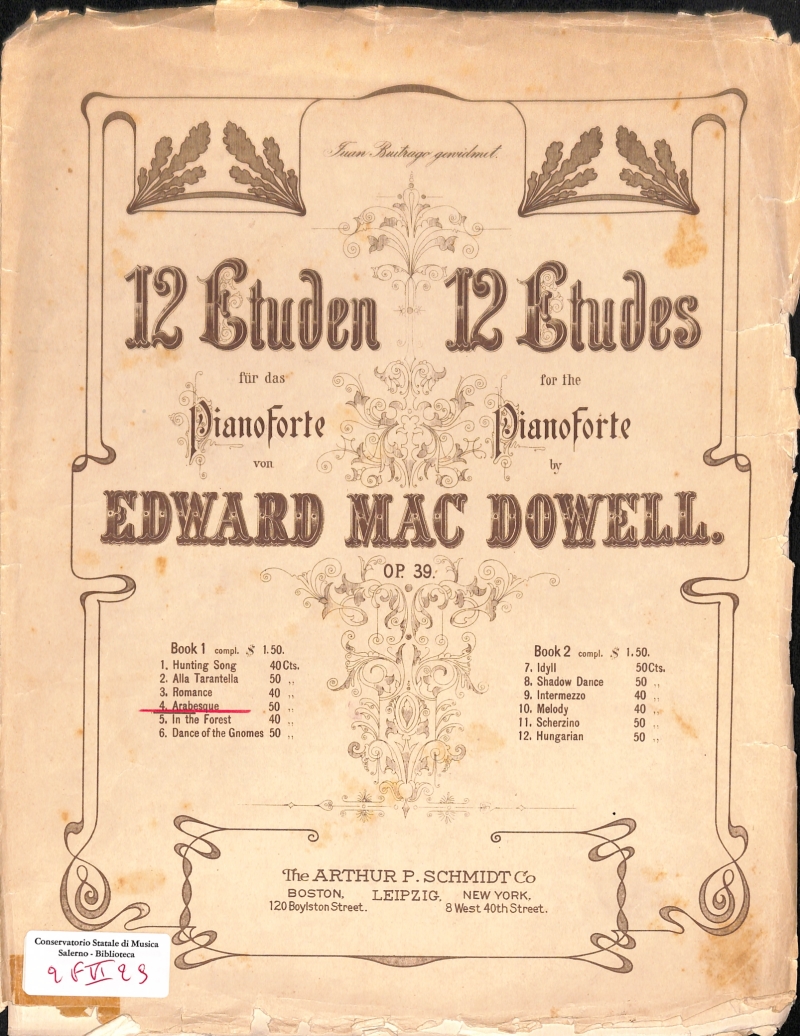 Juan Buitrago gewidmet.
12 Etuden
für das
Pianoforte
von
12 Etudes
for the
Pianoforte
by
EDWARD MAC DOWELL.
OP. 39.
Book 1 compl. $ 1.50.
1. Hunting Song 40 Cts.
2. Alla Tarantella 50 „
3. Romance 40 „
4. Arabesque 50 „
5. In the Forest 40 „
6. Dance of the Gnomes 50 „
Book 2 compl. $ 1.50.
7. Idyll 50 Cts.
8. Shadow Dance 50 „
9. Intermezzo 40 „
10. Melody 40 „
11. Scherzino 50 „
12. Hungarian 50 „
The ARTHUR P. SCHMIDT Co
BOSTON, LEIPZIG, NEW YORK,
120 Boylston Street. 8 West 40th Street.
Conservatorio Statale di Musica
Salerno - Biblioteca